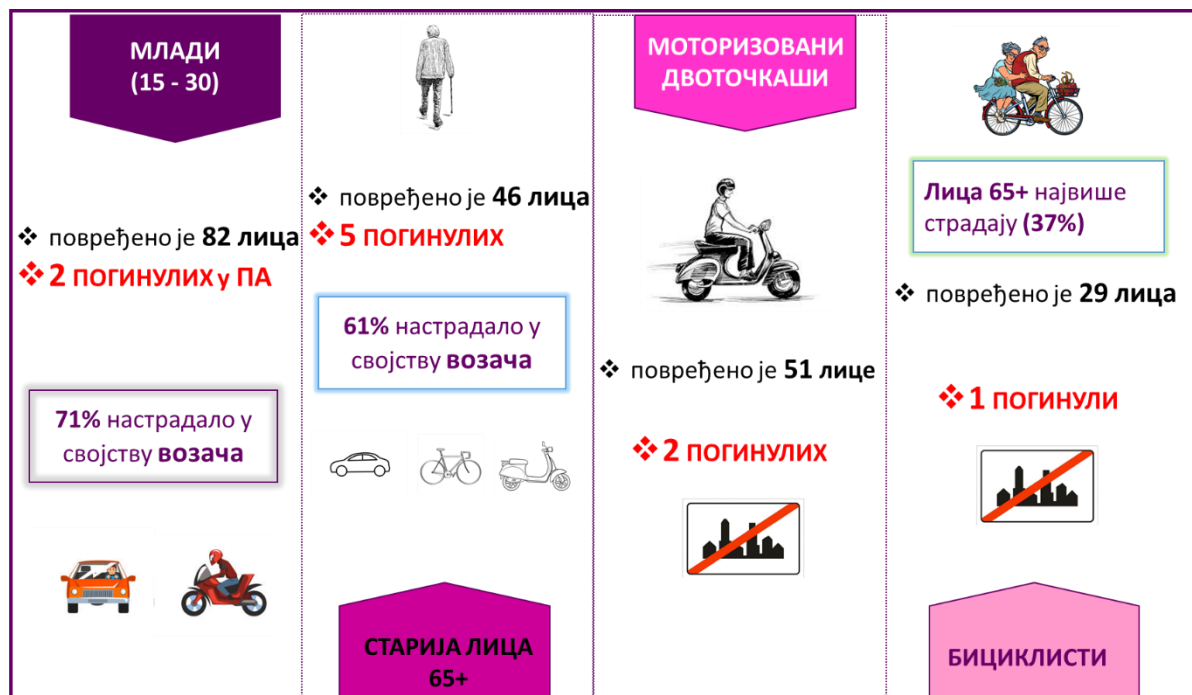 МЛАДИ
(15 - 30)
❖ повређено је 82 лица
❖ 2 ПОГИНУЛИХ у ПА
71% настрадало у
својству возача
❖ повређено је 46 лица
❖ 5 ПОГИНУЛИХ
61% настрадало у
својству возача
СТАРИЈА ЛИЦА
65+
МОТОРИЗОВАНИ
ДВОТОЧКАШИ
❖ повређено је 51 лице
❖ 2 ПОГИНУЛИХ
Лица 65+ највише
страдају (37%)
❖ повређено је 29 лица
❖ 1 ПОГИНУЛИ
БИЦИКЛИСТИ